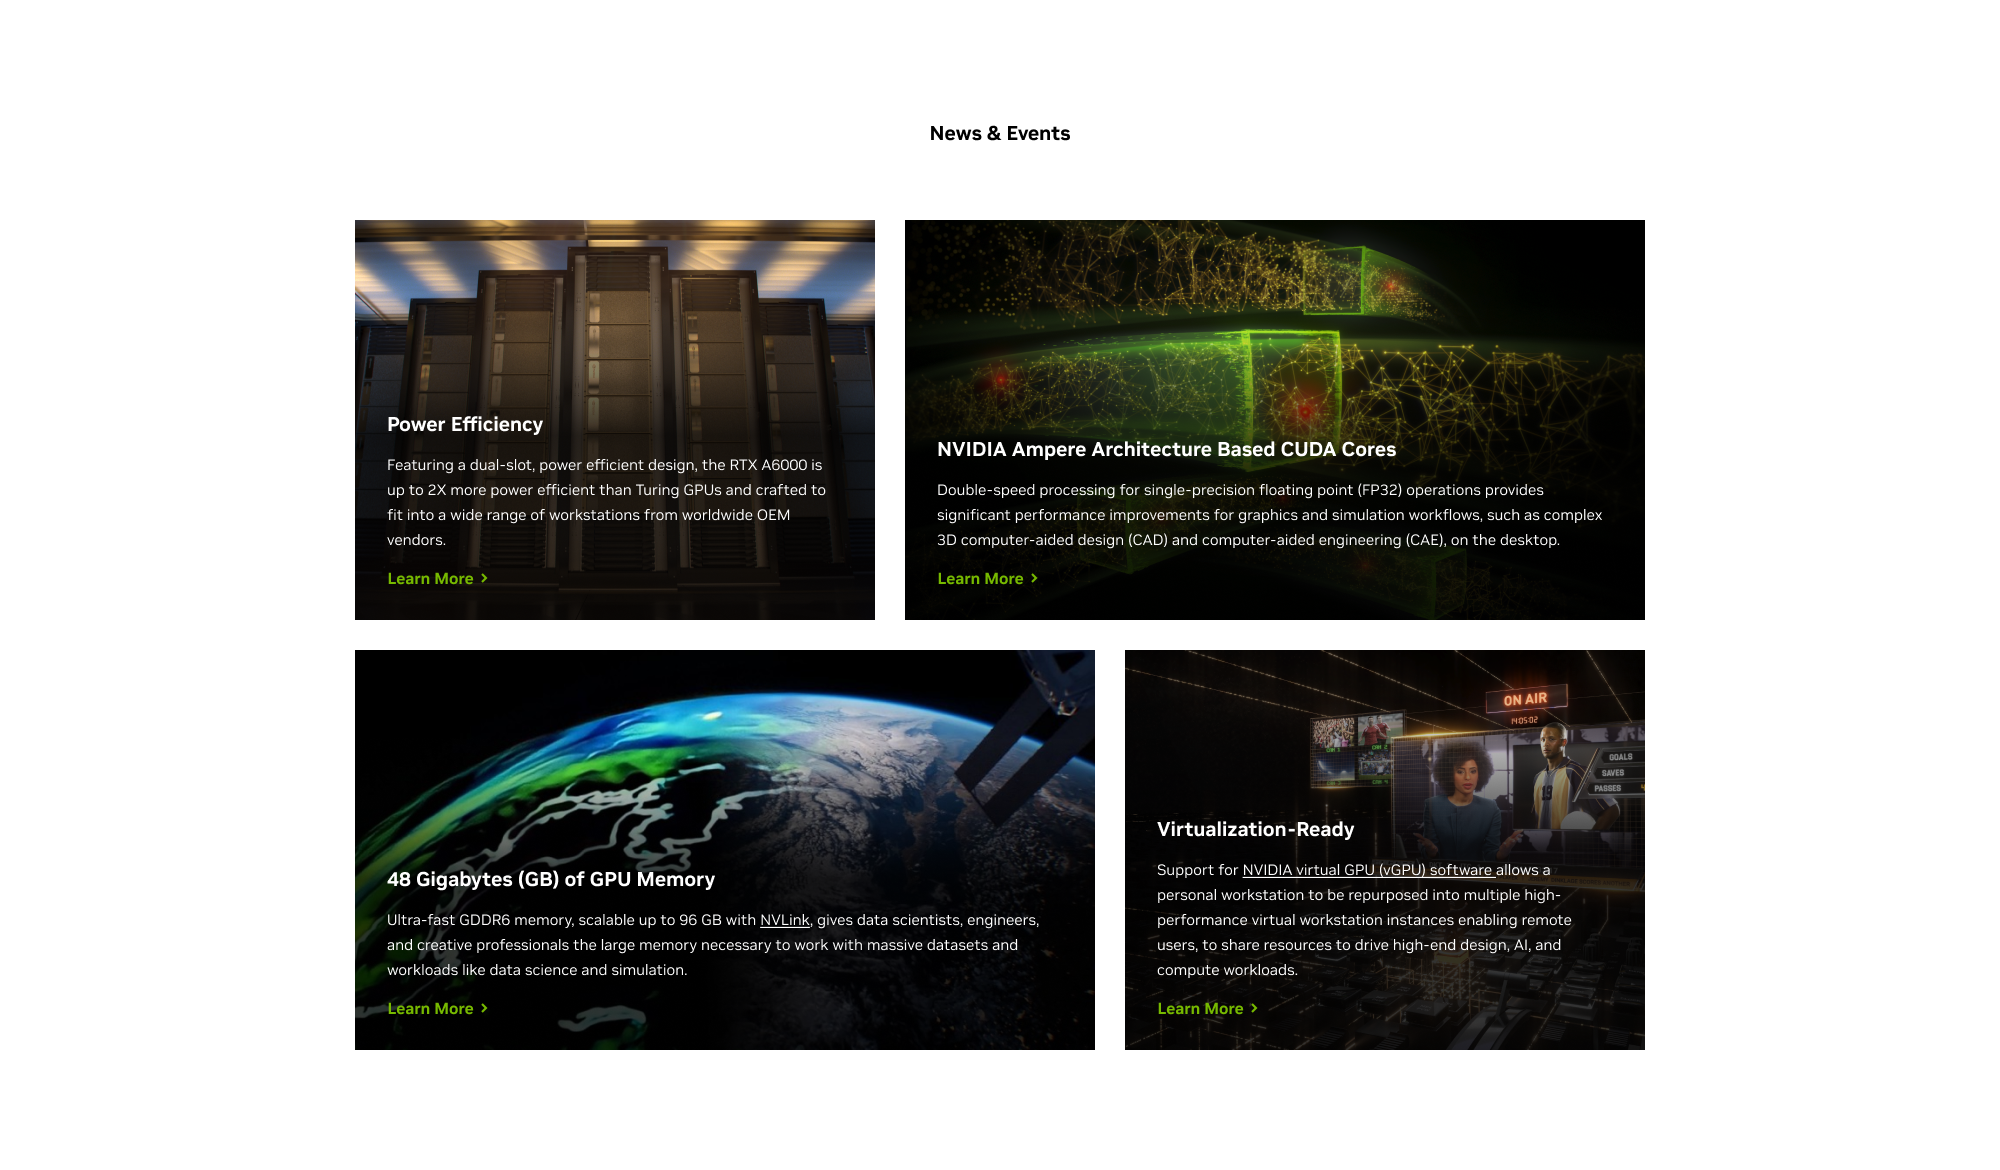 News & Events
Power Efficiency
Featuring a dual-slot, power efficient design, the RTX A6000 is
up to 2X more power efficient than Turing GPUs and crafted to
fit into a wide range of workstations from worldwide OEM
vendors.
Learn More
NVIDIA Ampere Architecture Based CUDA Cores
Double-speed processing for single-precision floating point (FP32) operations provides
significant performance improvements for graphics and simulation workflows, such as complex
3D computer-aided design (CAD) and computer-aided engineering (CAE), on the desktop.
Learn More
48 Gigabytes (GB) of GPU Memory
Ultra-fast GDDR6 memory, scalable up to 96 GB with NVLink, gives data scientists, engineers,
and creative professionals the large memory necessary to work with massive datasets and
workloads like data science and simulation.
Learn More
ON AIR
14:05:02
CAM 1
CAM 2
GOALS
SAVES
PASSES
19
Virtualization-Ready
Support for NVIDIA virtual GPU (vGPU) software allows a
personal workstation to be repurposed into multiple high-
performance virtual workstation instances enabling remote
users, to share resources to drive high-end design, AI, and
compute workloads.
Learn More